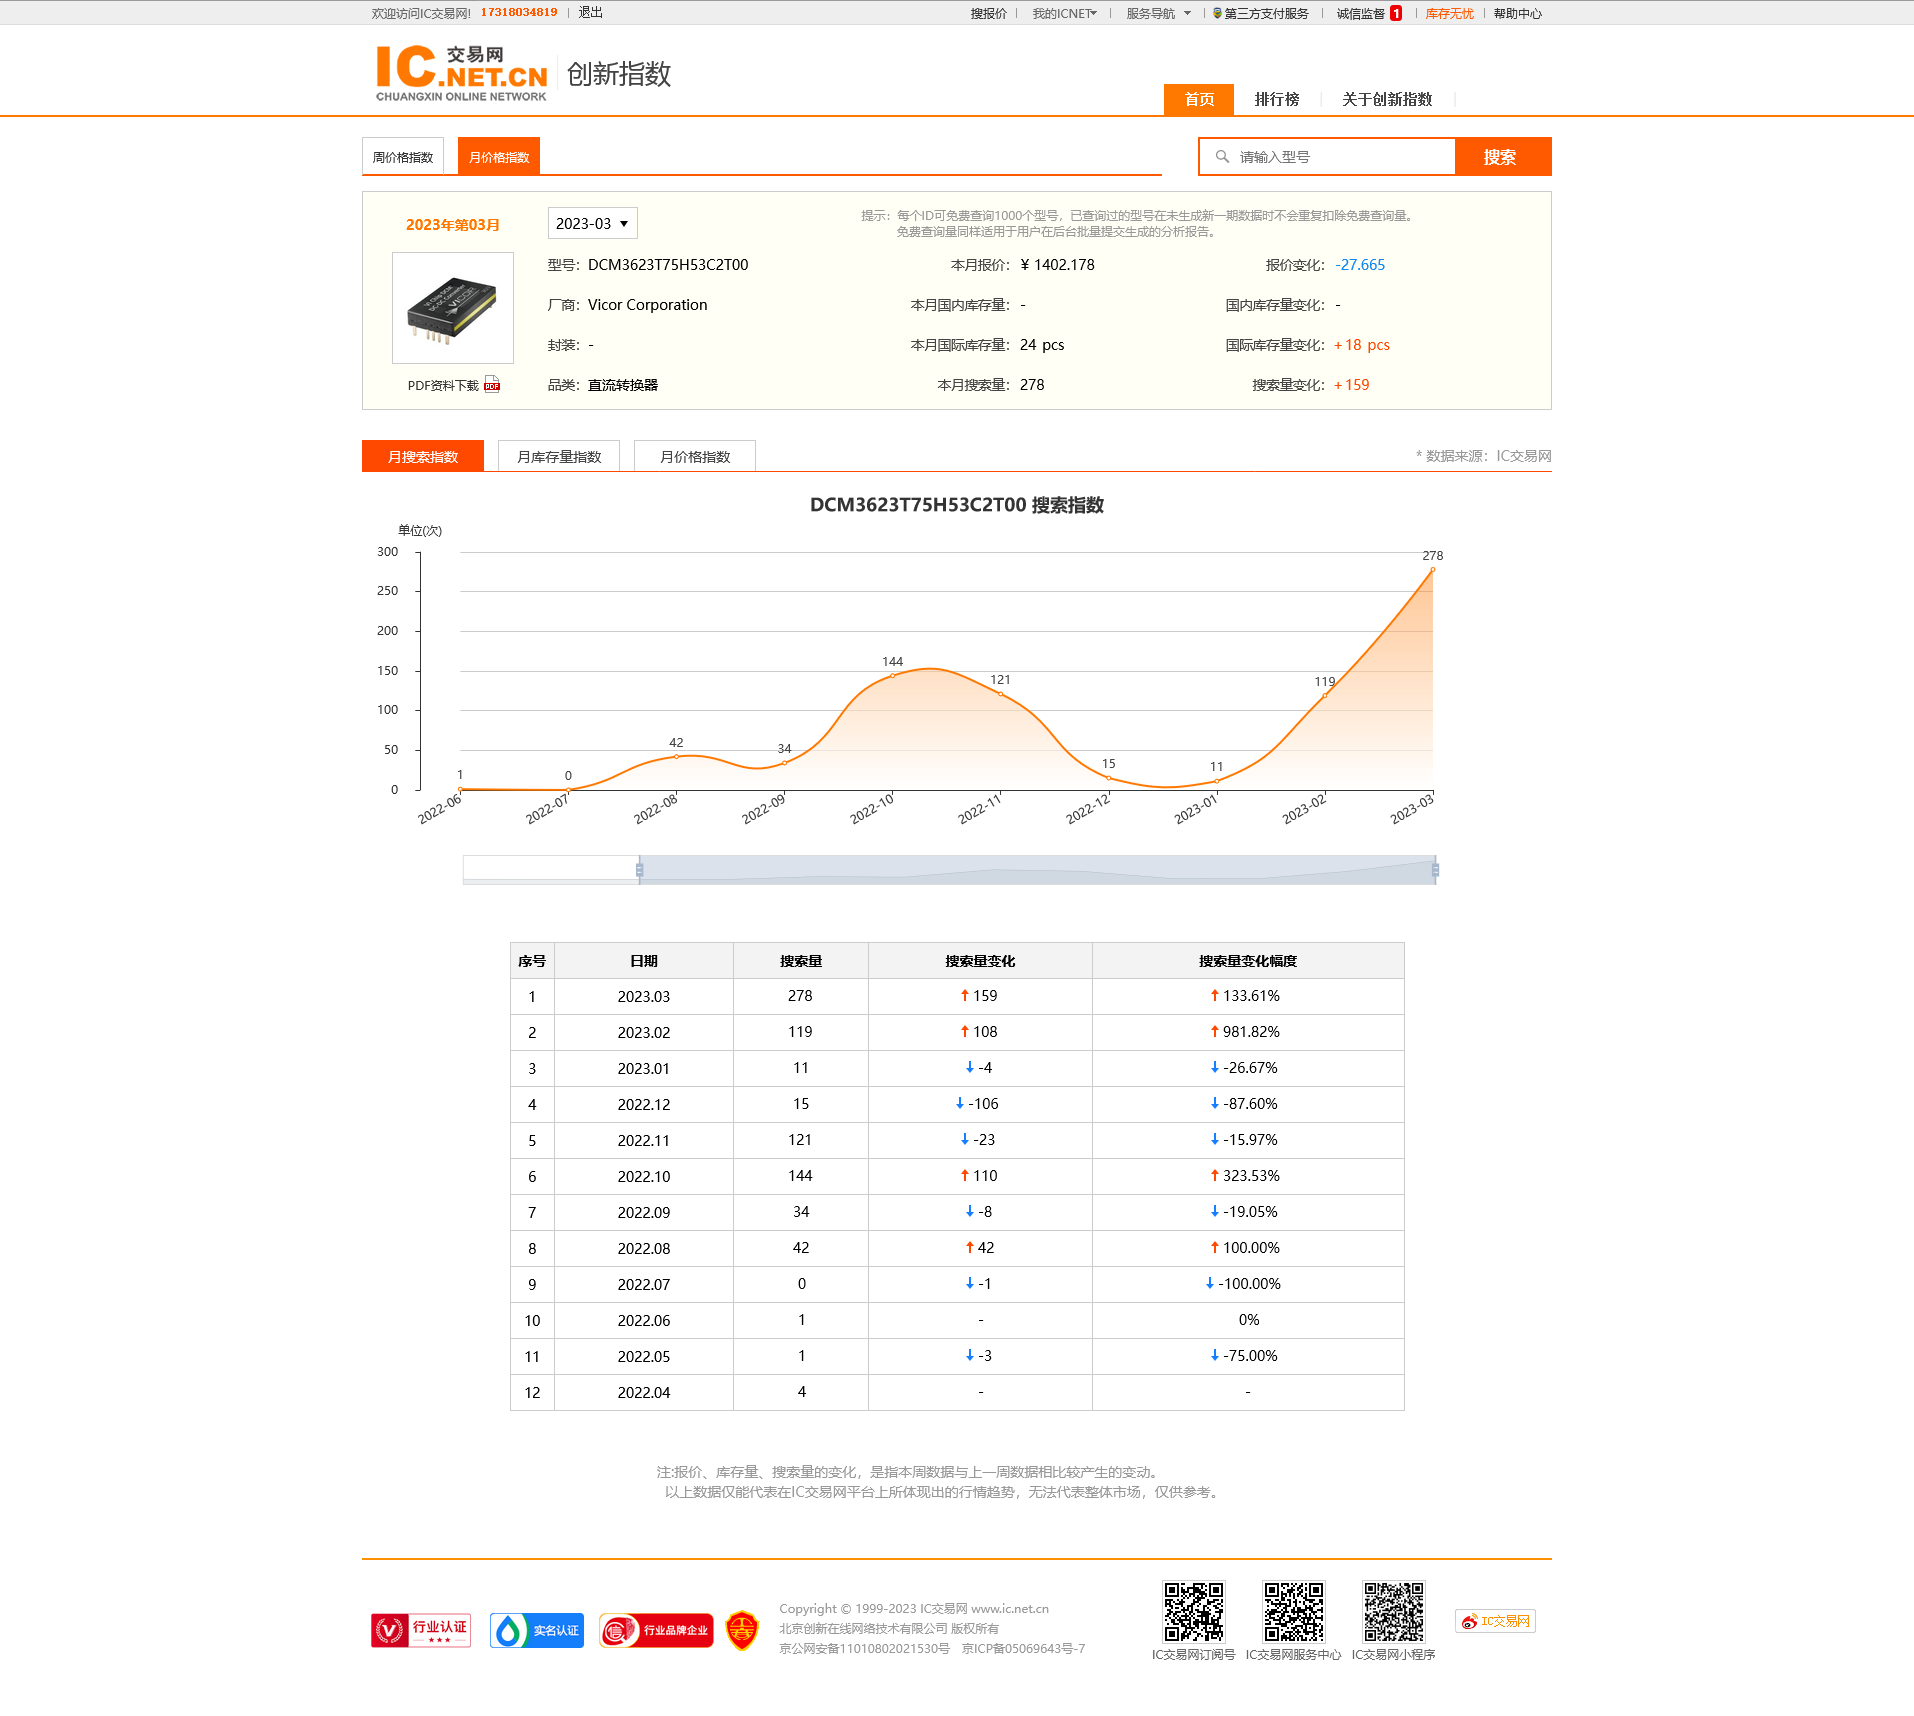 欢迎访问IC交易网! 17318034819 退出 搜报价 我的ICNET 服务导航 第三方支付服务 诚信监督 1 库存无忧 帮助中心
IC.NET.CN 交易网 创新指数
CHUANGXIN ONLINE NETWORK
首页 排行榜 关于创新指数
周价格指数 月价格指数 请输入型号 搜索
2023年第03月 2023-03 提示：每个ID可免费查询1000个型号，已查询过的型号在未生成新一期数据时不会重复扣除免费查询量。
免费查询量同样适用于用户在后台批量提交生成的分析报告。
型号：DCM3623T75H53C2T00 本月报价：¥ 1402.178 报价变化：-27.665
厂商：Vicor Corporation 本月国内库存量：- 国内库存量变化：-
封装：- 本月国际库存量：24 pcs 国际库存量变化：+18 pcs
VI Chip DCM
DC-DC Converter
VICOR
PDF资料下载 PDF 品类：直流转换器 本月搜索量：278 搜索量变化：+159
月搜索指数 月库存量指数 月价格指数 * 数据来源：IC交易网
DCM3623T75H53C2T00 搜索指数
单位(次)
300
250
200
150
100
50
0
1 0 42 34 144 121 15 11 119 278
2022-06 2022-07 2022-08 2022-09 2022-10 2022-11 2022-12 2023-01 2023-02 2023-03
序号 日期 搜索量 搜索量变化 搜索量变化幅度
1 2023.03 278 159 133.61%
2 2023.02 119 108 981.82%
3 2023.01 11 -4 -26.67%
4 2022.12 15 -106 -87.60%
5 2022.11 121 -23 -15.97%
6 2022.10 144 110 323.53%
7 2022.09 34 -8 -19.05%
8 2022.08 42 42 100.00%
9 2022.07 0 -1 -100.00%
10 2022.06 1 - 0%
11 2022.05 1 -3 -75.00%
12 2022.04 4 - -
注:报价、库存量、搜索量的变化，是指本周数据与上一周数据相比较产生的变动。
以上数据仅能代表在IC交易网平台上所体现出的行情趋势，无法代表整体市场，仅供参考。
行业认证 实名认证 信 行业品牌企业
Copyright © 1999-2023 IC交易网 www.ic.net.cn
北京创新在线网络技术有限公司 版权所有
京公网安备11010802021530号 京ICP备05069643号-7
IC交易网订阅号 IC交易网服务中心 IC交易网小程序 IC交易网